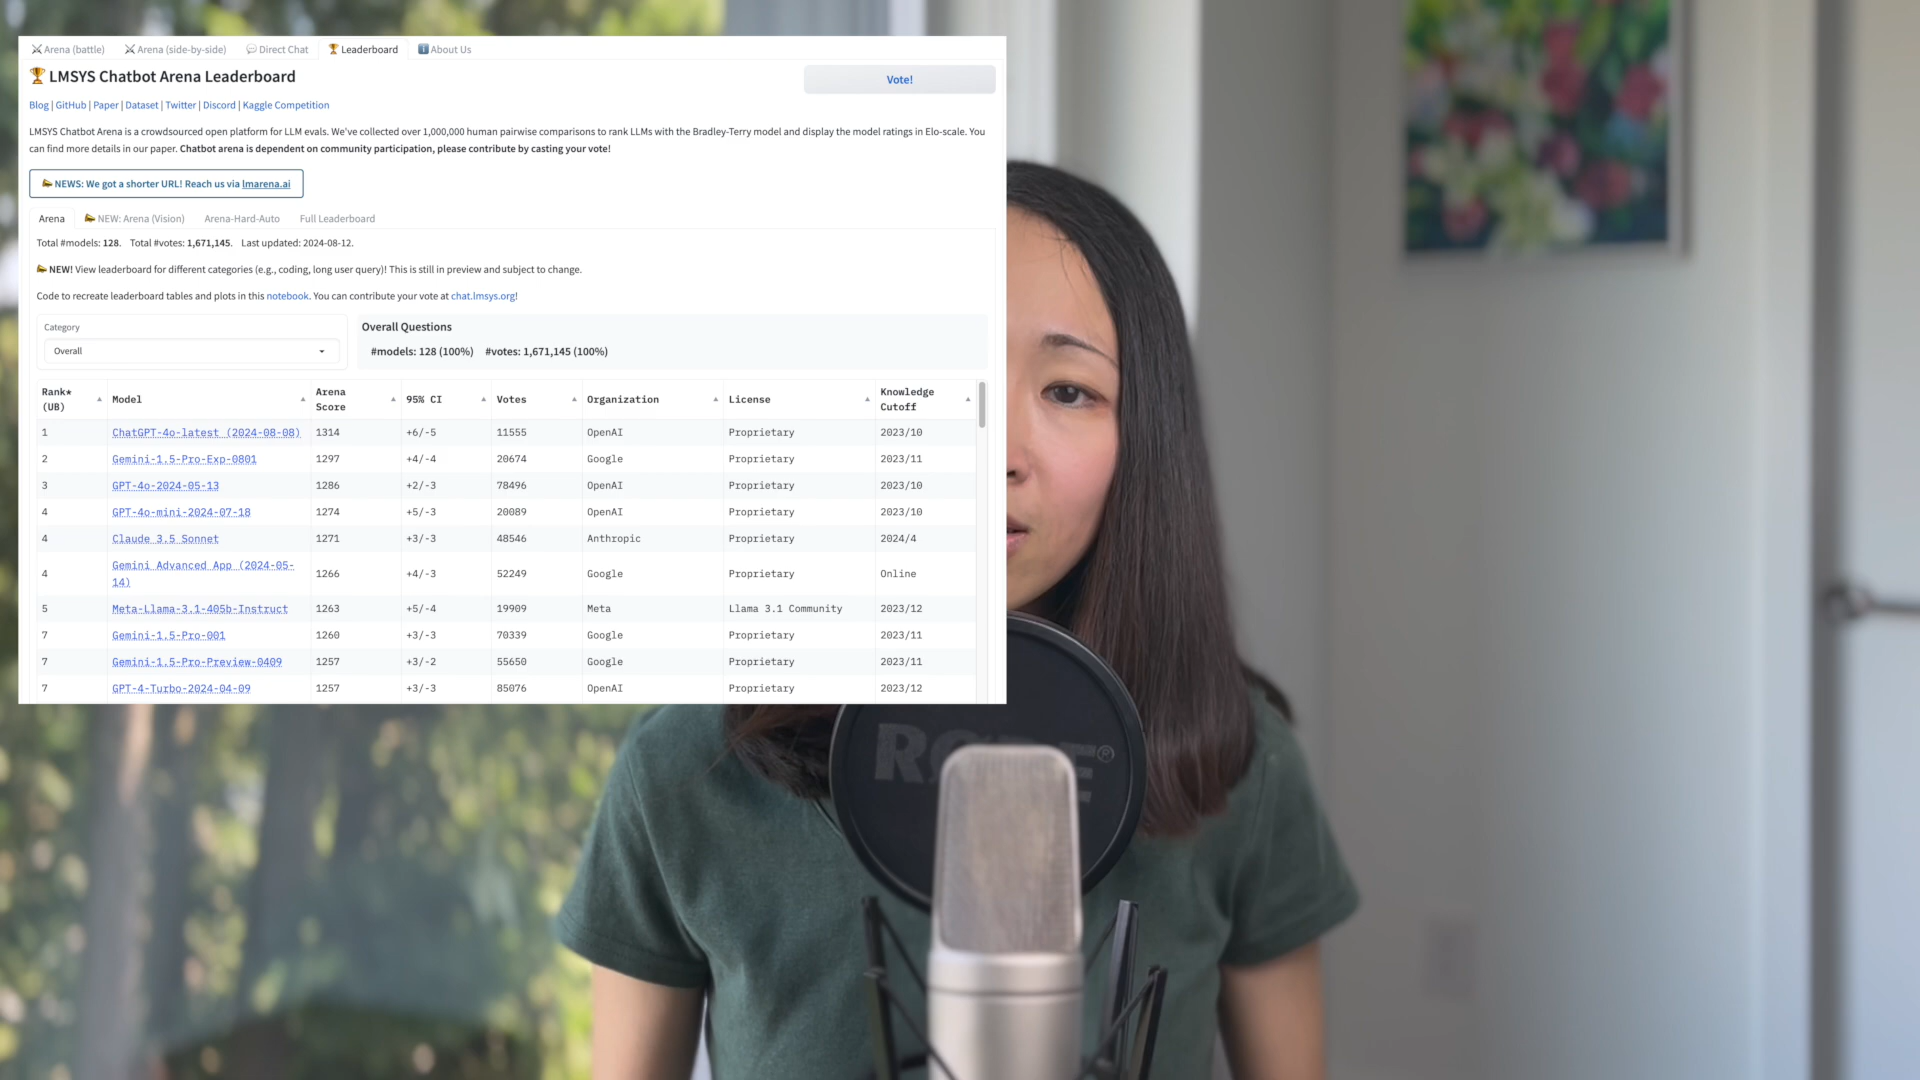 Arena (battle) Arena (side-by-side) Direct Chat Leaderboard About Us
LMSYS Chatbot Arena Leaderboard
Vote!
Blog | GitHub | Paper | Dataset | Twitter | Discord | Kaggle Competition
LMSYS Chatbot Arena is a crowdsourced open platform for LLM evals. We've collected over 1,000,000 human pairwise comparisons to rank LLMs with the Bradley-Terry model and display the model ratings in Elo-scale. You
can find more details in our paper. Chatbot arena is dependent on community participation, please contribute by casting your vote!
NEWS: We got a shorter URL! Reach us via lmarena.ai
Arena NEW: Arena (Vision) Arena-Hard-Auto Full Leaderboard
Total #models: 128. Total #votes: 1,671,145. Last updated: 2024-08-12.
NEW! View leaderboard for different categories (e.g., coding, long user query)! This is still in preview and subject to change.
Code to recreate leaderboard tables and plots in this notebook. You can contribute your vote at chat.lmsys.org!
Category
Overall
Overall Questions
#models: 128 (100%) #votes: 1,671,145 (100%)
Rank* (UB) Model Arena Score 95% CI Votes Organization License Knowledge Cutoff
1 ChatGPT-4o-latest (2024-08-08) 1314 +6/-5 11555 OpenAI Proprietary 2023/10
2 Gemini-1.5-Pro-Exp-0801 1297 +4/-4 20674 Google Proprietary 2023/11
3 GPT-4o-2024-05-13 1286 +2/-3 78496 OpenAI Proprietary 2023/10
4 GPT-4o-mini-2024-07-18 1274 +5/-3 20089 OpenAI Proprietary 2023/10
4 Claude 3.5 Sonnet 1271 +3/-3 48546 Anthropic Proprietary 2024/4
4 Gemini Advanced App (2024-05-14) 1266 +4/-3 52249 Google Proprietary Online
5 Meta-Llama-3.1-405b-Instruct 1263 +5/-4 19909 Meta Llama 3.1 Community 2023/12
7 Gemini-1.5-Pro-001 1260 +3/-3 70339 Google Proprietary 2023/11
7 Gemini-1.5-Pro-Preview-0409 1257 +3/-2 55650 Google Proprietary 2023/11
7 GPT-4-Turbo-2024-04-09 1257 +3/-3 85076 OpenAI Proprietary 2023/12